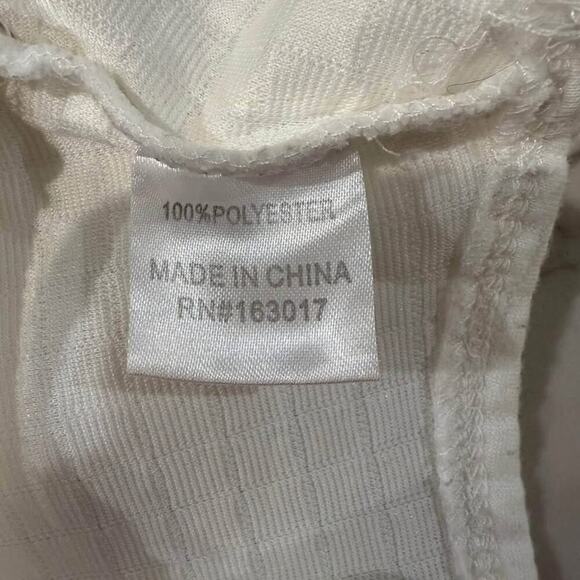 100%POLYESTER
MADE IN CHINA
RN#163017